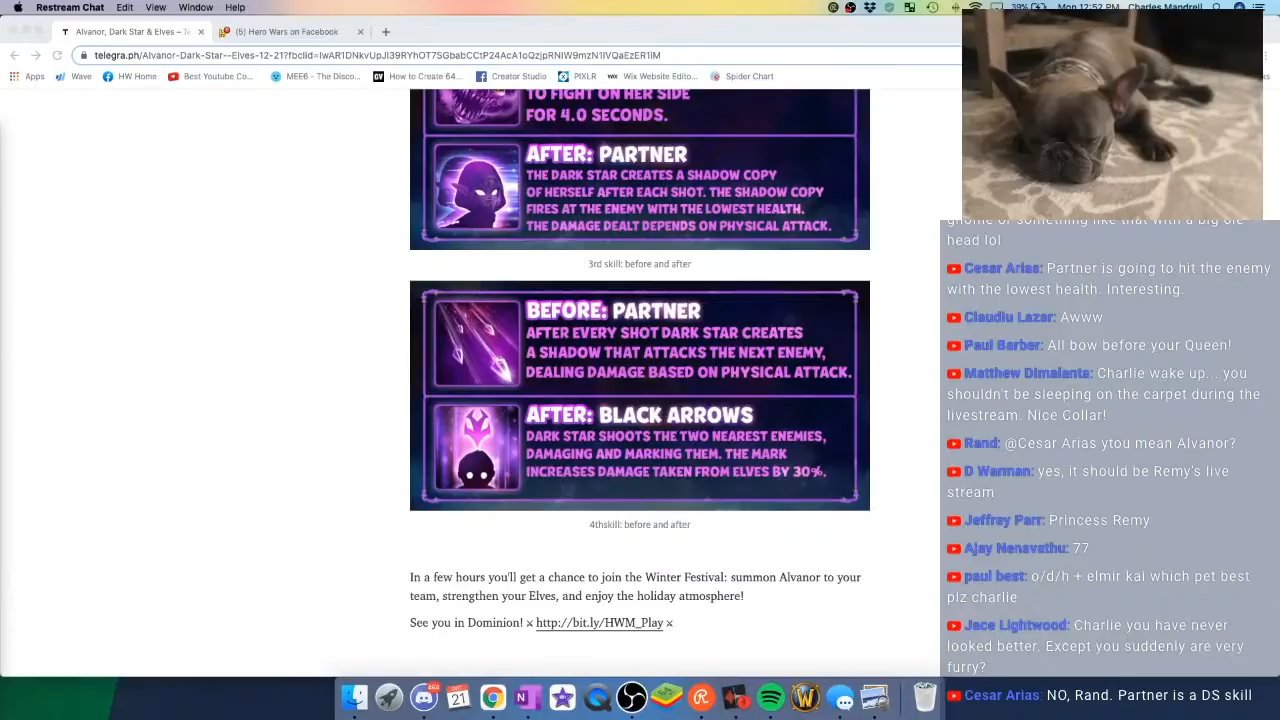 Restream Chat File Edit View Window Help
Mon 12:52 PM Charles Mandrell
Alvanor, Dark Star & Elves – Te
(5) Hero Wars on Facebook
telegra.ph/Alvanor-Dark-Star--Elves-12-21?fbclid=IwAR1DNkvUpJl39RYhOT7SGbabCCtP24AcA1oQzjpRNIW9mzN1IVQaEzER1iM
Apps Wave HW Home Best Youtube Co... MEE6 - The Disco... How to Create 64... Creator Studio PIXLR Wix Website Edito... Spider Chart
TO FIGHT ON HER SIDE
FOR 4.0 SECONDS.
AFTER: PARTNER
THE DARK STAR CREATES A SHADOW COPY
OF HERSELF AFTER EACH SHOT. THE SHADOW COPY
FIRES AT THE ENEMY WITH THE LOWEST HEALTH.
THE DAMAGE DEALT DEPENDS ON PHYSICAL ATTACK.
3rd skill: before and after
BEFORE: PARTNER
AFTER EVERY SHOT DARK STAR CREATES
A SHADOW THAT ATTACKS THE NEXT ENEMY,
DEALING DAMAGE BASED ON PHYSICAL ATTACK.
AFTER: BLACK ARROWS
DARK STAR SHOOTS THE TWO NEAREST ENEMIES,
DAMAGING AND MARKING THEM. THE MARK
INCREASES DAMAGE TAKEN FROM ELVES BY 30%.
4thskill: before and after
In a few hours you'll get a chance to join the Winter Festival: summon Alvanor to your
team, strengthen your Elves, and enjoy the holiday atmosphere!
See you in Dominion! ⚔ http://bit.ly/HWM_Play ⚔
gnome or something like that with a big ole
head lol
Cesar Arias: Partner is going to hit the enemy
with the lowest health. Interesting.
Claudiu Lazar: Awww
Paul Barber: All bow before your Queen!
Matthew Dimaianta: Charlie wake up... you
shouldn't be sleeping on the carpet during the
livestream. Nice Collar!
Rand: @Cesar Arias ytou mean Alvanor?
D Warman: yes, it should be Remy's live
stream
Jeffrey Parr: Princess Remy
Ajay Nenavathu: 77
paul best: o/d/h + elmir kai which pet best
plz charlie
Jace Lightwood: Charlie you have never
looked better. Except you suddenly are very
furry?
Cesar Arias: NO, Rand. Partner is a DS skill
464
DEC
21